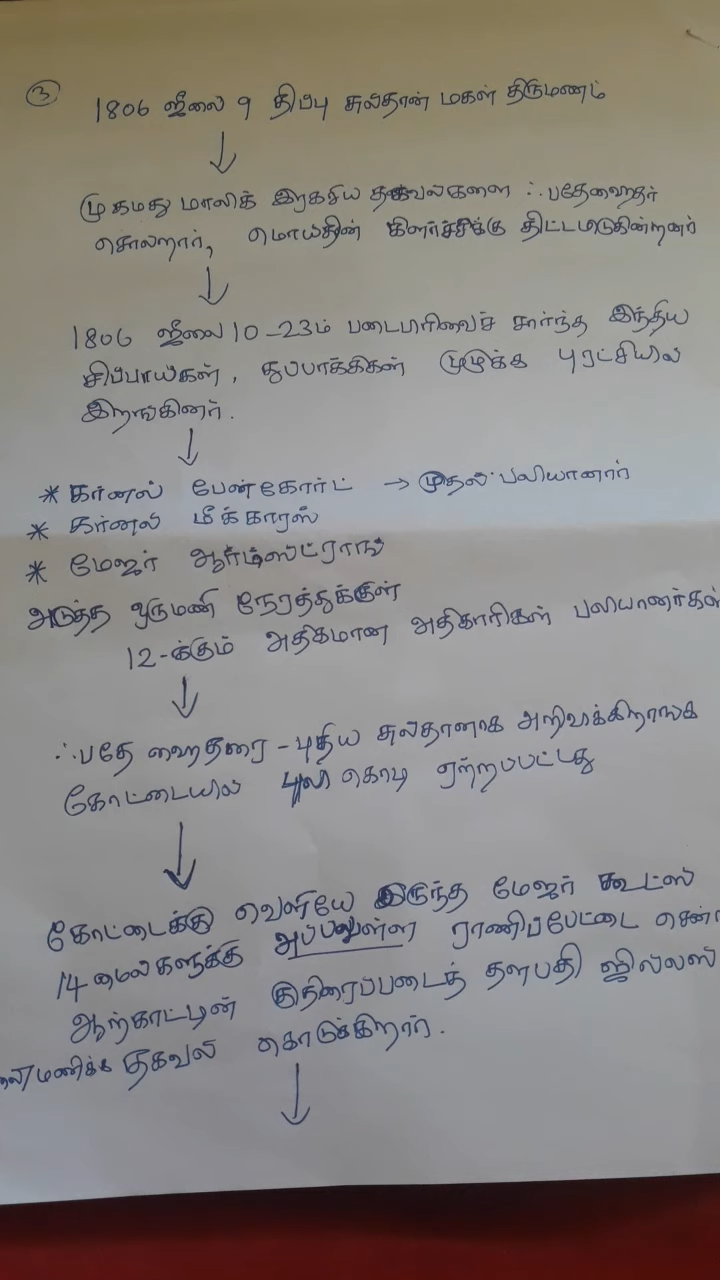 ③ 1806 ஜீலை 9 திப்பு சுல்தான் மகள் திருமணம்
↓
முகமது மாலிக் இரகசிய தகவல்களை ஃபதேஹைதர்
சொல்றார், மொய்தின் கிளர்ச்சிக்கு திட்டமிடுகின்றனர்
↓
1806 ஜீலை 10-23ம் படைபிரிவைச் சார்ந்த இந்திய
சிப்பாய்கள், துப்பாக்கிகள் முழுக்க புரட்சியில்
இறங்கினர்.
↓
* கர்னல் பேன்கோர்ட் → முதல் பலியானார்
* கர்னல் மீக்காரஸ்
* மேஜர் ஆர்ம்ஸ்ட்ராங்
அடுத்த ஒருமணி நேரத்துக்குள்
12-க்கும் அதிகமான அதிகாரிகள் பலியானர்கள்
↓
ஃபதே ஹைதரை - புதிய சுல்தானாக அறிவிக்கிறாங்க
கோட்டையில் புலி கொடி ஏற்றப்பட்டது
↓
கோட்டைக்கு வெளியே இருந்த மேஜர் கூட்ஸ்
14 மைல்களுக்கு அப்பவுள்ள ராணிப்பேட்டை
ஆற்காட்டின் குதிரைப்படைத் தளபதி ஜில்லஸ்
7மணிக்கு தகவல் கொடுக்கிறார்.
↓